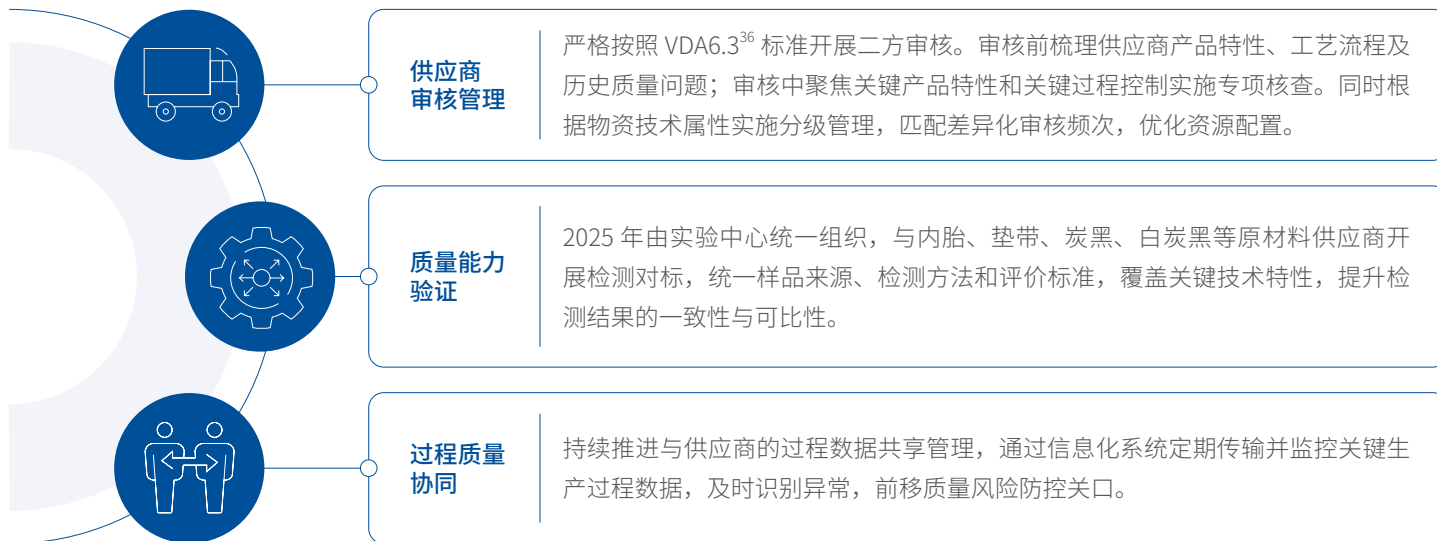 供应商
审核管理
严格按照 VDA6.3³⁶ 标准开展二方审核。审核前梳理供应商产品特性、工艺流程及
历史质量问题；审核中聚焦关键产品特性和关键过程控制实施专项核查。同时根
据物资技术属性实施分级管理，匹配差异化审核频次，优化资源配置。
质量能力
验证
2025 年由实验中心统一组织，与内胎、垫带、炭黑、白炭黑等原材料供应商开
展检测对标，统一样品来源、检测方法和评价标准，覆盖关键技术特性，提升检
测结果的一致性与可比性。
过程质量
协同
持续推进与供应商的过程数据共享管理，通过信息化系统定期传输并监控关键生
产过程数据，及时识别异常，前移质量风险防控关口。